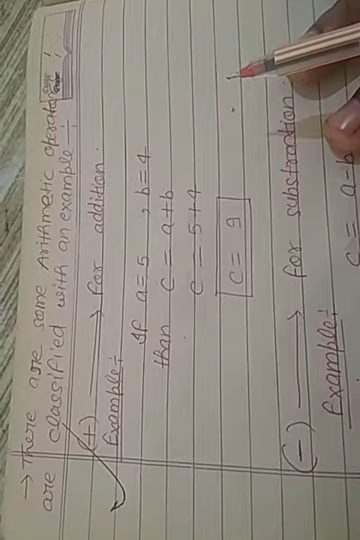 → There are some Arithmetic operators
are classified with an example :
(+) → for addition.
Example :
If a = 5 , b = 4
than c = a + b
c = 5 + 4
c = 9
(-) → for substraction.
Example :
c = a - b